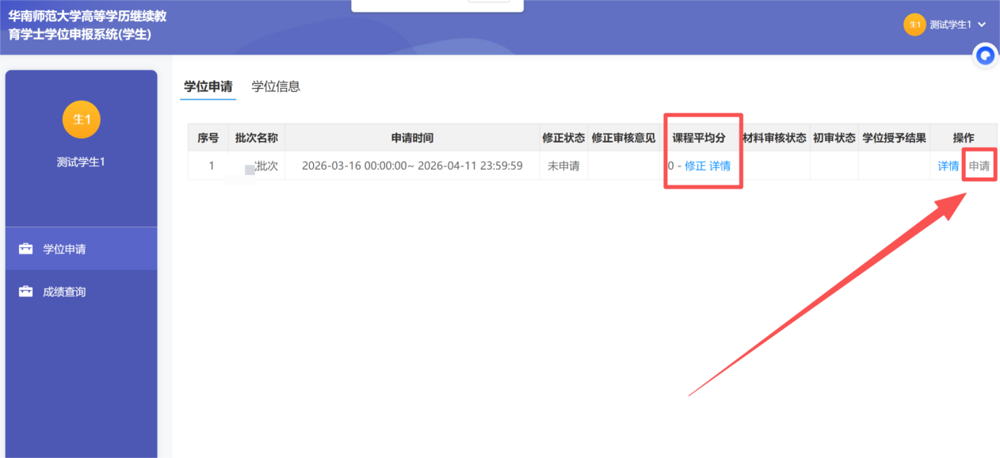 华南师范大学高等学历继续教
育学士学位申报系统(学生)
生1 测试学生1
生1
测试学生1
学位申请
成绩查询
学位申请 学位信息
序号 批次名称 申请时间 修正状态 修正审核意见 课程平均分 材料审核状态 初审状态 学位授予结果 操作
1 批次 2026-03-16 00:00:00~ 2026-04-11 23:59:59 未申请 0 - 修正 详情 详情 申请